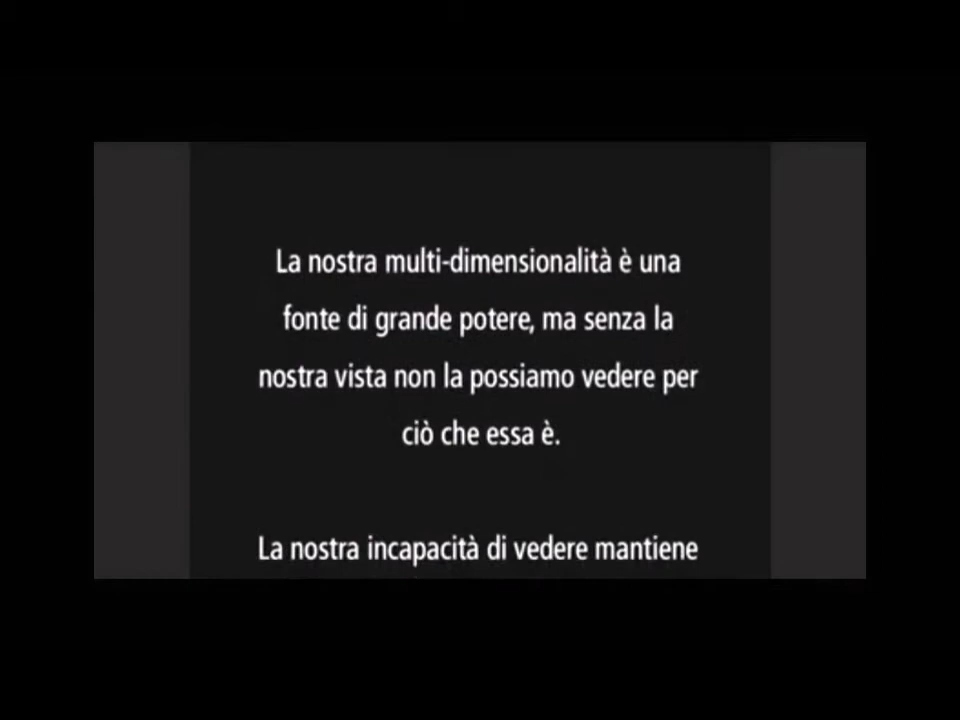 La nostra multi-dimensionalità è una
fonte di grande potere, ma senza la
nostra vista non la possiamo vedere per
ciò che essa è.
La nostra incapacità di vedere mantiene